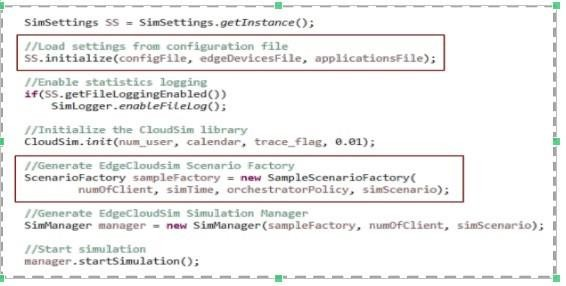 SimSettings SS = SimSettings.getInstance();
//Load settings from configuration file
SS.initialize(configFile, edgeDevicesFile, applicationsFile);
//Enable statistics logging
if(SS.getFileLoggingEnabled())
SimLogger.enableFileLog();
//Initialize the CloudSim library
CloudSim.init(num_user, calendar, trace_flag, 0.01);
//Generate EdgeCloudsim Scenario Factory
ScenarioFactory sampleFactory = new SampleScenarioFactory(
numOfClient, simTime, orchestratorPolicy, simScenario);
//Generate EdgeCloudSim Simulation Manager
SimManager manager = new SimManager(sampleFactory, numOfClient, simScenario);
//Start simulation
manager.startSimulation();